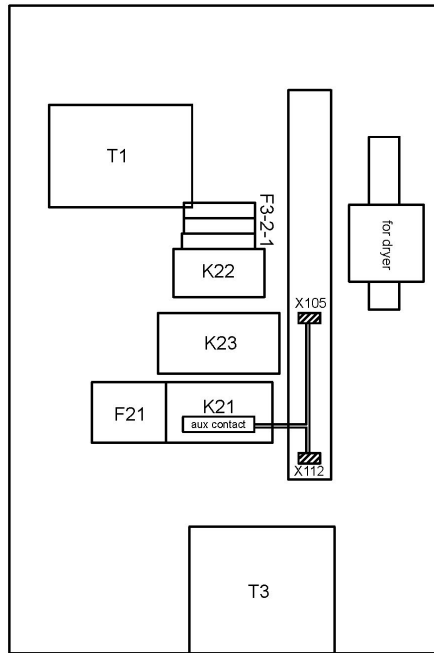 T1
F3-2-1
for dryer
K22
X105
K23
K21
F21
aux contact
X112
T3